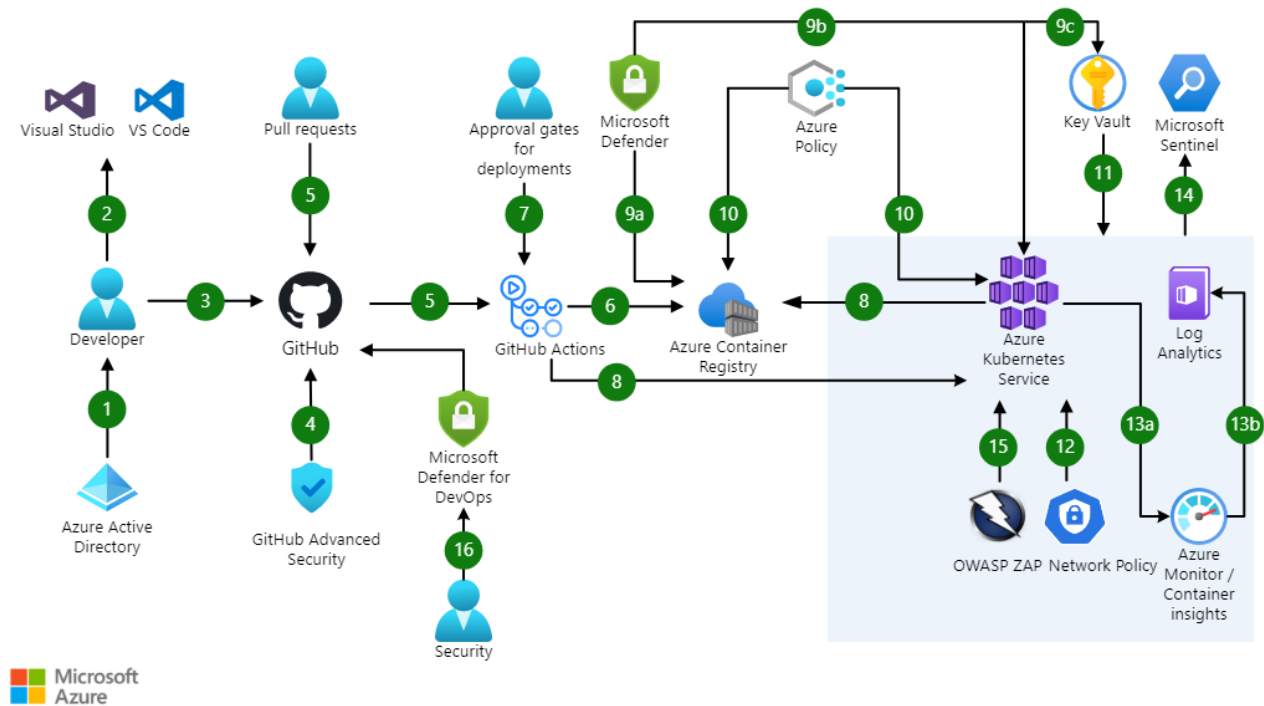 9b
9c
Visual Studio
VS Code
Pull requests
Approval gates
for
deployments
Microsoft
Defender
Azure
Policy
Key Vault
Microsoft
Sentinel
2
5
7
9a
10
10
11
14
Developer
3
GitHub
5
GitHub Actions
6
Azure Container
Registry
8
Azure
Kubernetes
Service
Log
Analytics
8
1
4
Microsoft
Defender for
DevOps
15
12
13a
13b
Azure Active
Directory
GitHub Advanced
Security
16
Security
OWASP ZAP
Network Policy
Azure
Monitor /
Container
insights
Microsoft
Azure